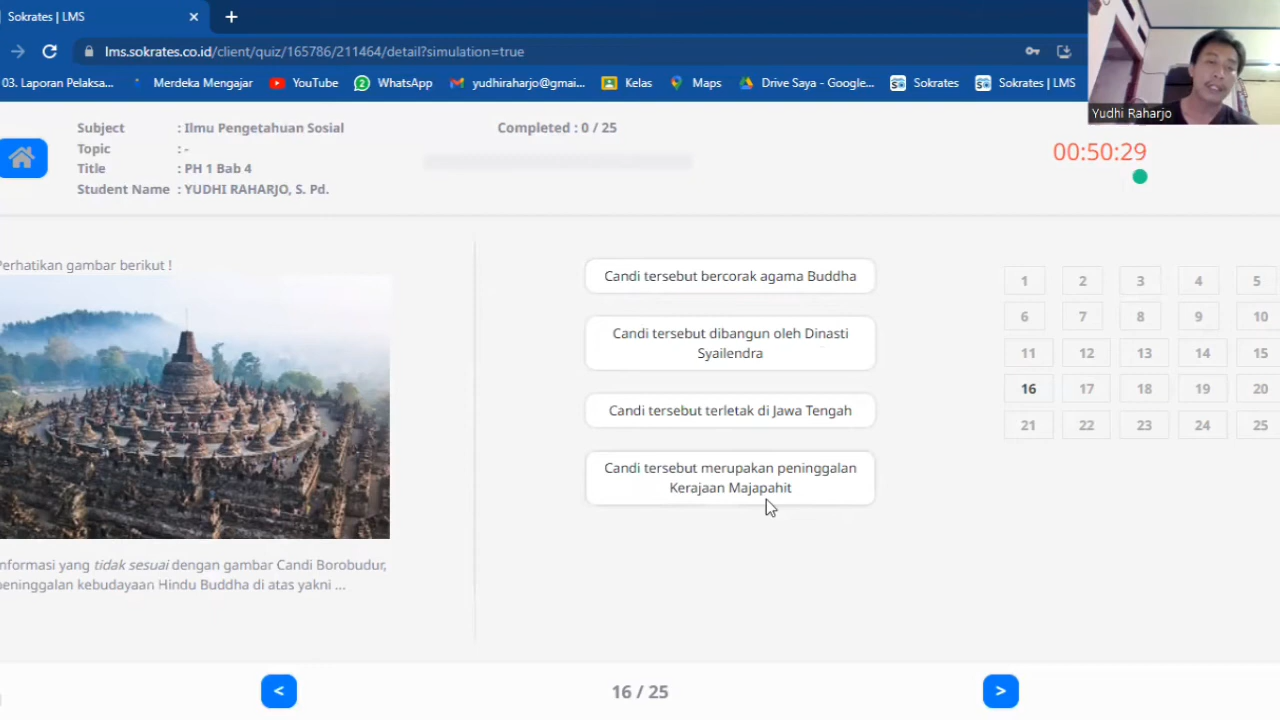 Sokrates | LMS
lms.sokrates.co.id/client/quiz/165786/211464/detail?simulation=true
03. Laporan Pelaksa... Merdeka Mengajar YouTube WhatsApp yudhiraharjo@gmai... Kelas Maps Drive Saya - Google... Sokrates Sokrates | LMS
Yudhi Raharjo
Subject : Ilmu Pengetahuan Sosial
Topic : -
Title : PH 1 Bab 4
Student Name : YUDHI RAHARJO, S. Pd.
Completed : 0 / 25
00:50:29
Perhatikan gambar berikut !
nformasi yang tidak sesuai dengan gambar Candi Borobudur,
peninggalan kebudayaan Hindu Buddha di atas yakni ...
Candi tersebut bercorak agama Buddha
Candi tersebut dibangun oleh Dinasti
Syailendra
Candi tersebut terletak di Jawa Tengah
Candi tersebut merupakan peninggalan
Kerajaan Majapahit
1 2 3 4 5
6 7 8 9 10
11 12 13 14 15
16 17 18 19 20
21 22 23 24 25
< 16 / 25 >